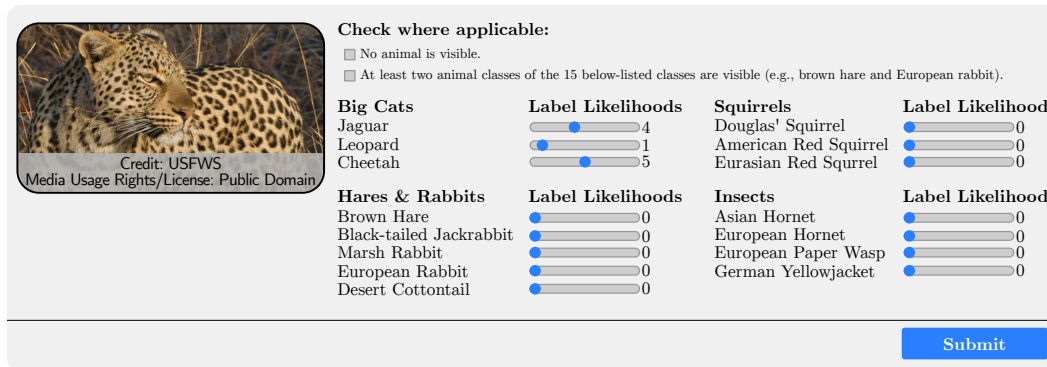 Credit: USFWS
Media Usage Rights/License: Public Domain
Check where applicable:
No animal is visible.
At least two animal classes of the 15 below-listed classes are visible (e.g., brown hare and European rabbit).
Big Cats Label Likelihoods
Jaguar 4
Leopard 1
Cheetah 5
Squirrels Label Likelihood
Douglas' Squirrel 0
American Red Squirrel 0
Eurasian Red Squrrel 0
Hares & Rabbits Label Likelihoods
Brown Hare 0
Black-tailed Jackrabbit 0
Marsh Rabbit 0
European Rabbit 0
Desert Cottontail 0
Insects Label Likelihood
Asian Hornet 0
European Hornet 0
European Paper Wasp 0
German Yellowjacket 0
Submit